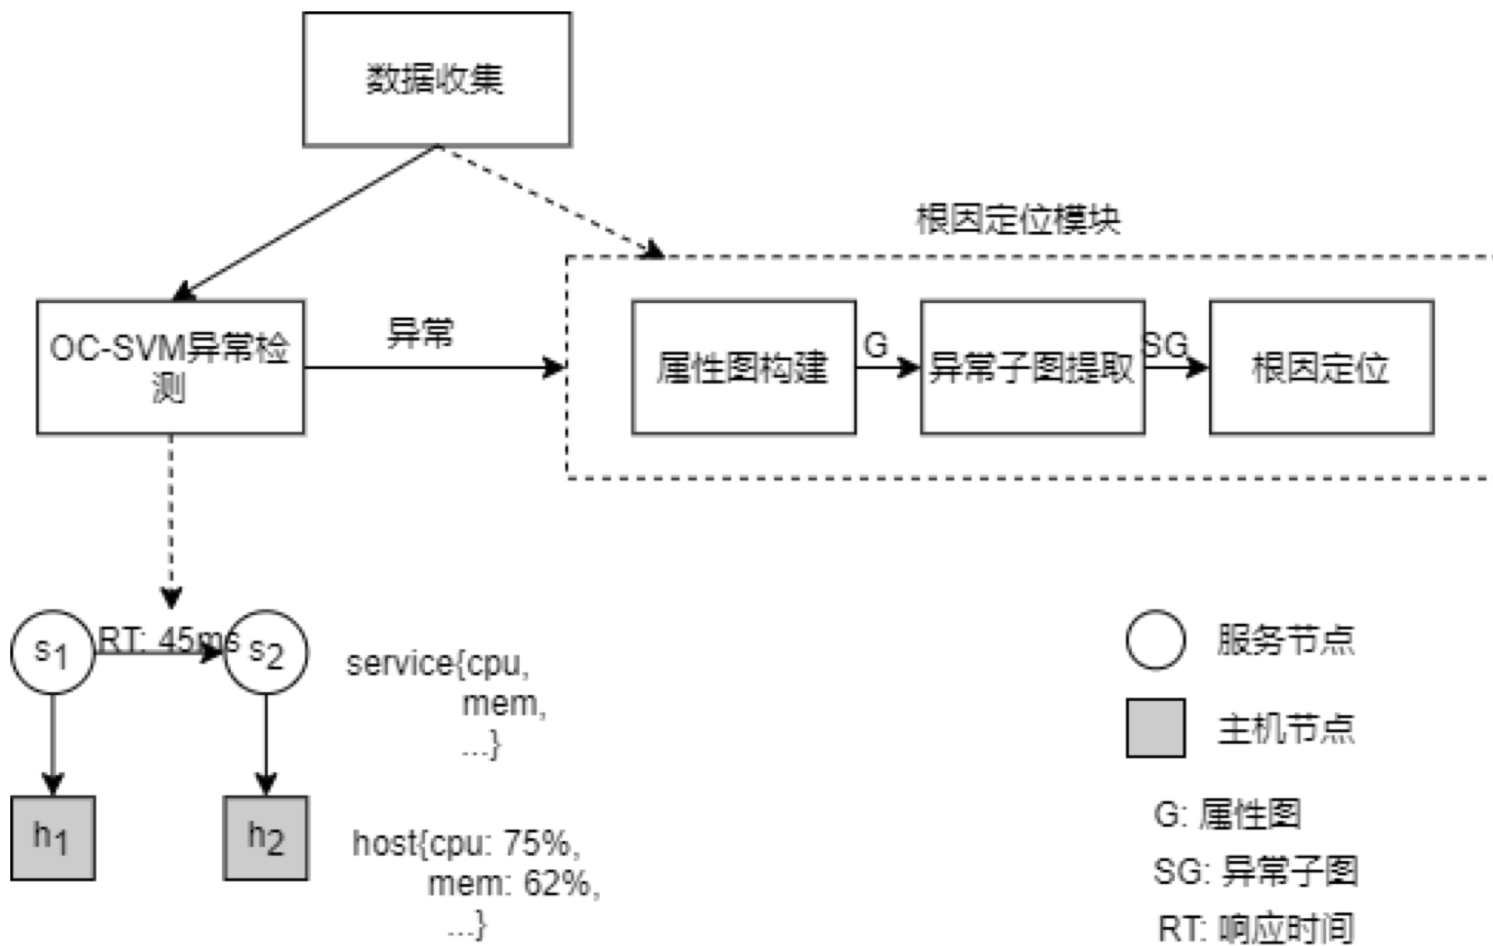 数据收集
根因定位模块
OC-SVM异常检
测
异常
属性图构建
G
异常子图提取
SG
根因定位
s1
RT: 45ms
s2
service{cpu,
mem,
...}
h1
h2
host{cpu: 75%,
mem: 62%,
...}
服务节点
主机节点
G: 属性图
SG: 异常子图
RT: 响应时间